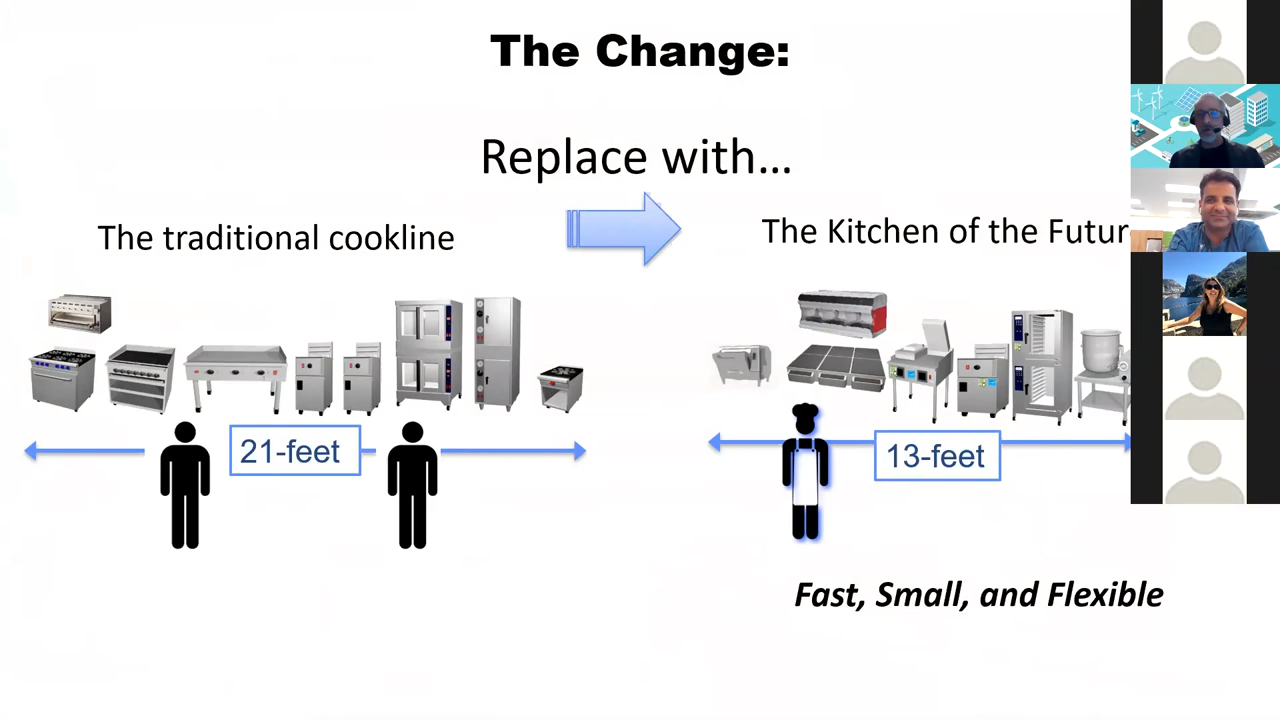 The Change:
Replace with...
The traditional cookline
The Kitchen of the Futur
21-feet
13-feet
Fast, Small, and Flexible